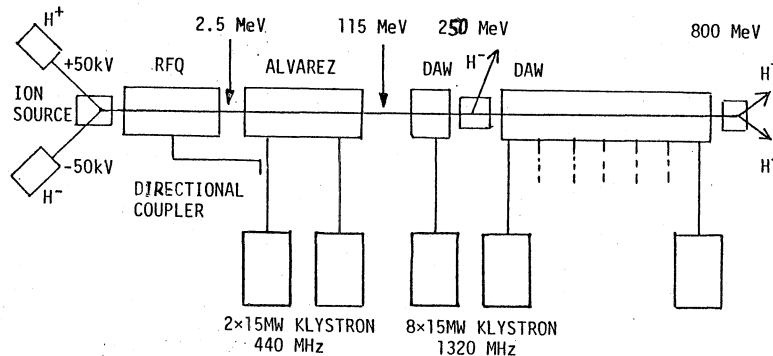 H+
2.5 MeV
115 MeV
250 MeV
800 MeV
+50kV
RFQ
ALVAREZ
DAW
H-
DAW
ION
SOURCE
-50kV
H-
DIRECTIONAL
COUPLER
2×15MW KLYSTRON
440 MHz
8×15MW KLYSTRON
1320 MHz